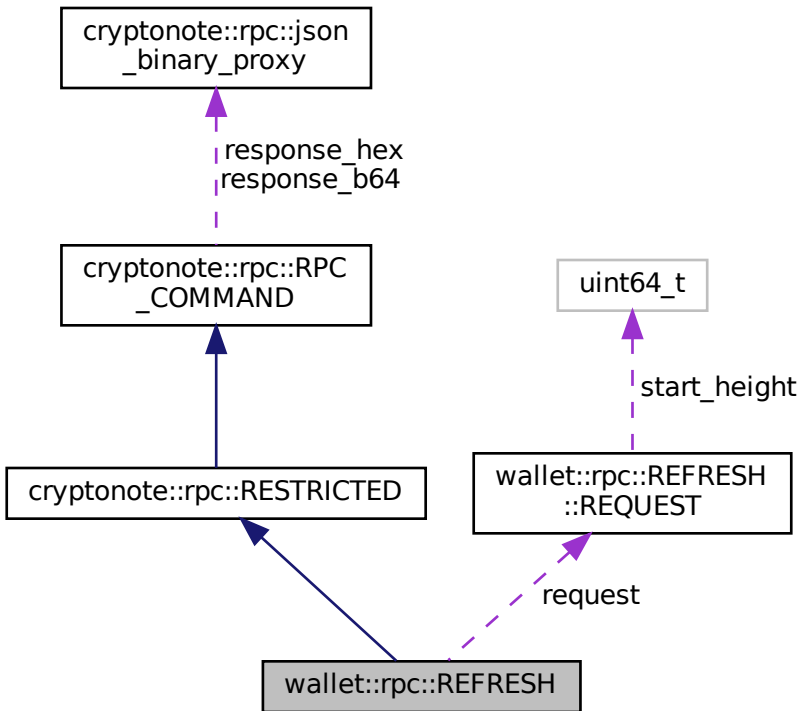 cryptonote::rpc::json
_binary_proxy
response_hex
response_b64
cryptonote::rpc::RPC
_COMMAND
uint64_t
start_height
cryptonote::rpc::RESTRICTED
wallet::rpc::REFRESH
::REQUEST
request
wallet::rpc::REFRESH